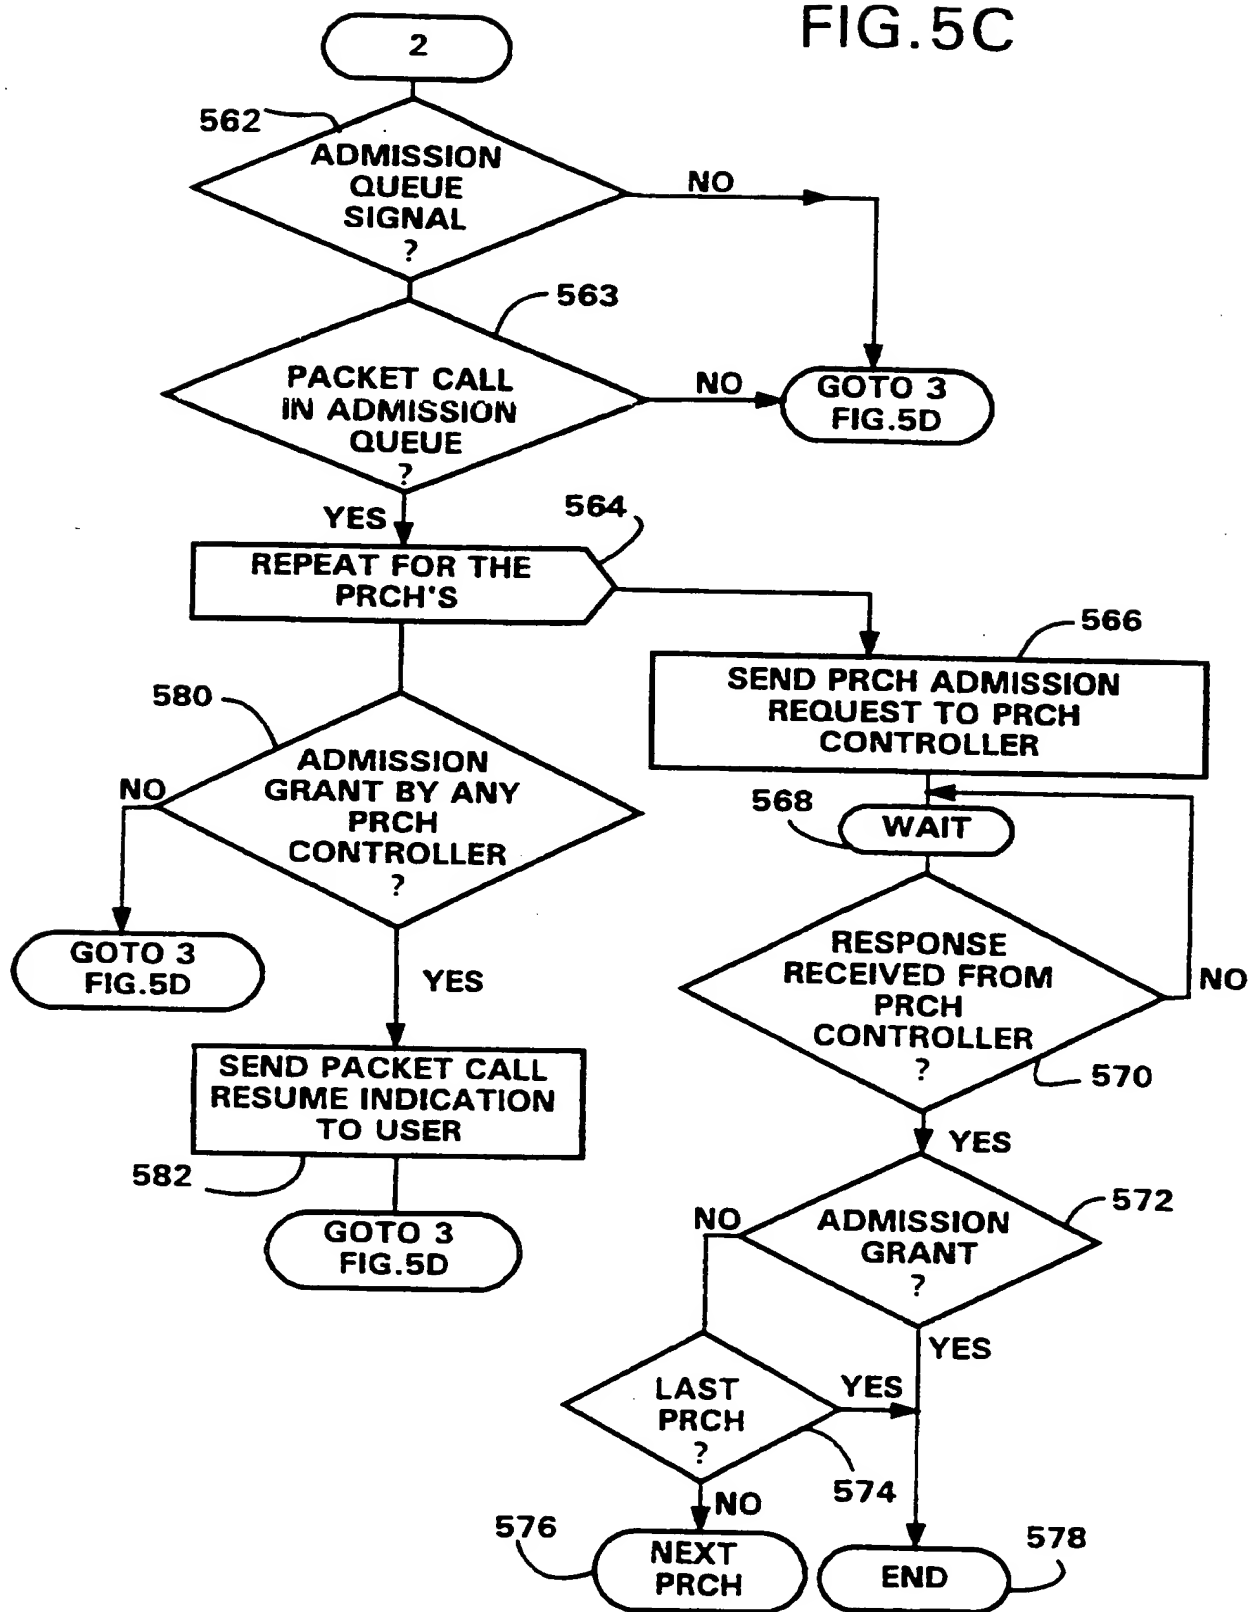 FIG.5C
2
562
ADMISSION
QUEUE
SIGNAL
?
NO
563
PACKET CALL
IN ADMISSION
QUEUE
?
NO
GOTO 3
FIG.5D
YES
564
REPEAT FOR THE
PRCH'S
566
SEND PRCH ADMISSION
REQUEST TO PRCH
CONTROLLER
580
ADMISSION
GRANT BY ANY
PRCH
CONTROLLER
?
NO
GOTO 3
FIG.5D
YES
SEND PACKET CALL
RESUME INDICATION
TO USER
582
GOTO 3
FIG.5D
568
WAIT
RESPONSE
RECEIVED FROM
PRCH
CONTROLLER
?
NO
570
YES
572
ADMISSION
GRANT
?
NO
YES
LAST
PRCH
?
YES
574
NO
576
NEXT
PRCH
578
END